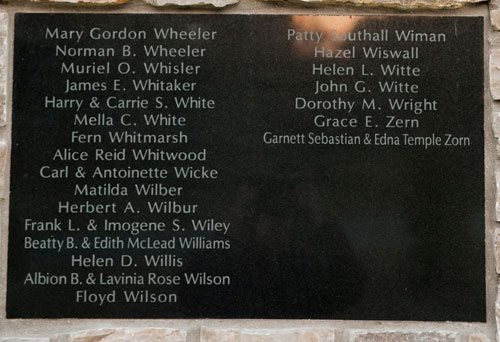 Mary Gordon Wheeler
Norman B. Wheeler
Muriel O. Whisler
James E. Whitaker
Harry & Carrie S. White
Mella C. White
Fern Whitmarsh
Alice Reid Whitwood
Carl & Antoinette Wicke
Matilda Wilber
Herbert A. Wilbur
Frank L. & Imogene S. Wiley
Beatty B. & Edith McLead Williams
Helen D. Willis
Albion B. & Lavinia Rose Wilson
Floyd Wilson
Patty Southall Wiman
Hazel Wiswall
Helen L. Witte
John G. Witte
Dorothy M. Wright
Grace E. Zern
Garnett Sebastian & Edna Temple Zorn